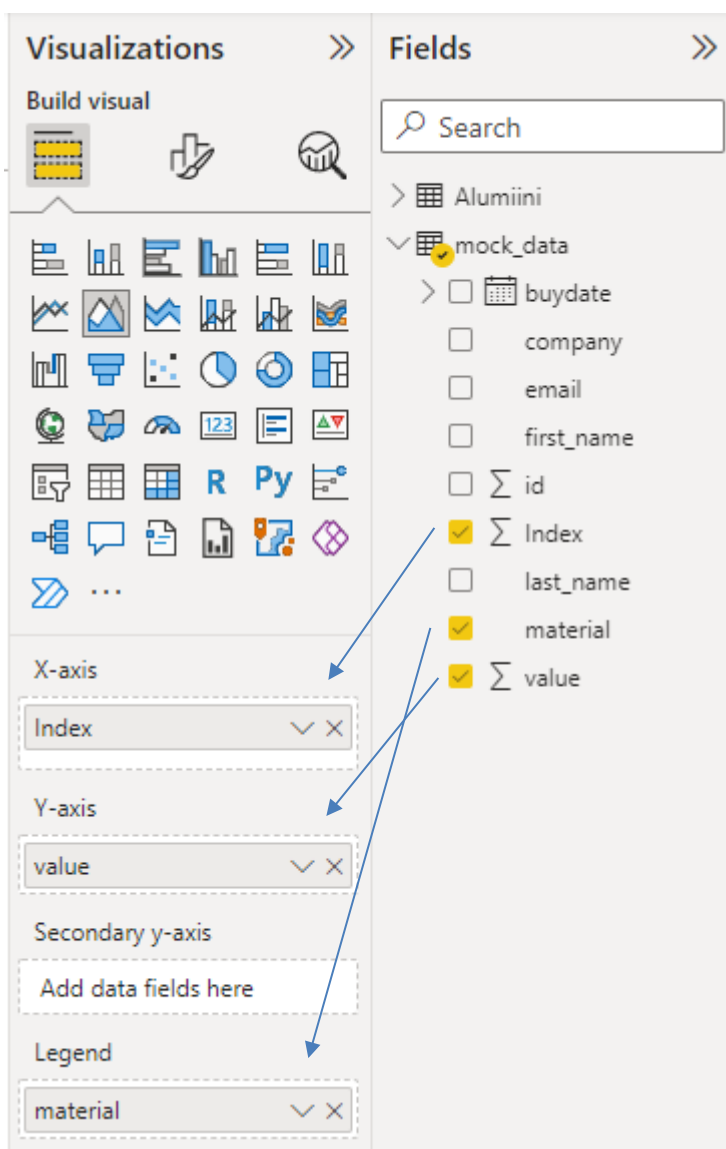 Visualizations
Build visual
123
R
Py
...
X-axis
Index
Y-axis
value
Secondary y-axis
Add data fields here
Legend
material
Fields
Search
Alumiini
mock_data
buydate
company
email
first_name
id
Index
last_name
material
value